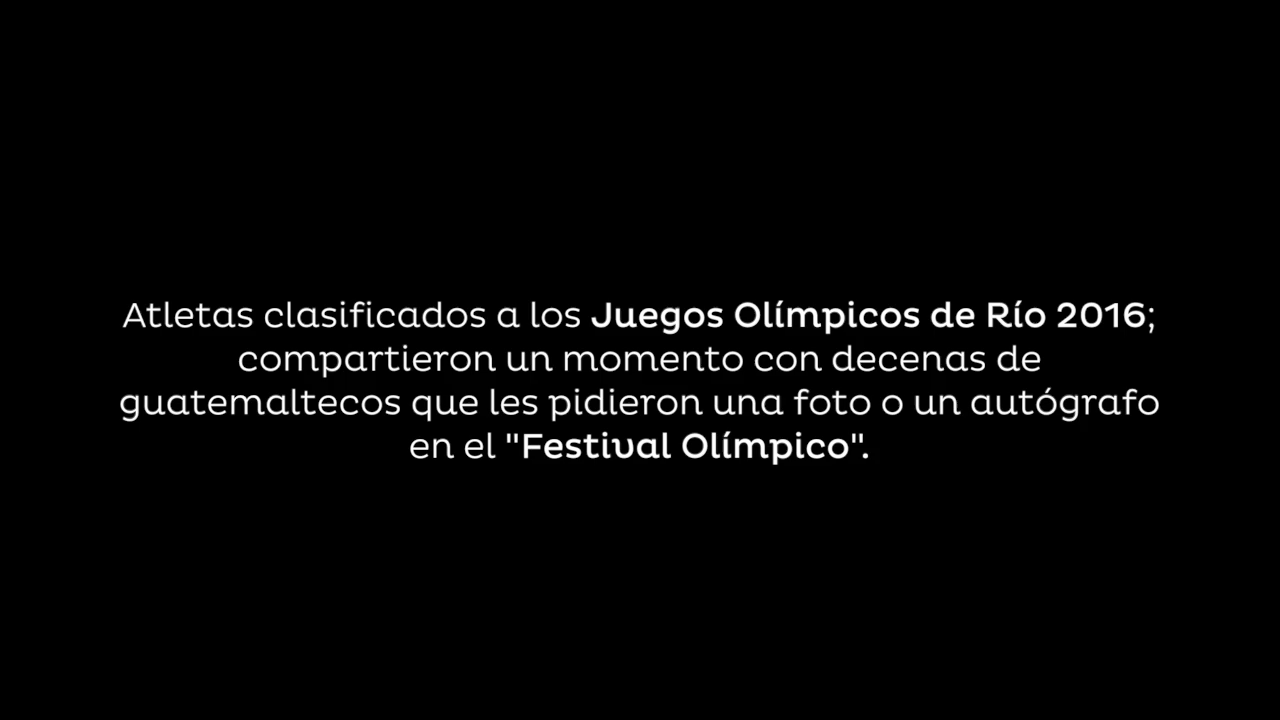 Atletas clasificados a los Juegos Olímpicos de Río 2016;
compartieron un momento con decenas de
guatemaltecos que les pidieron una foto o un autógrafo
en el "Festival Olímpico".